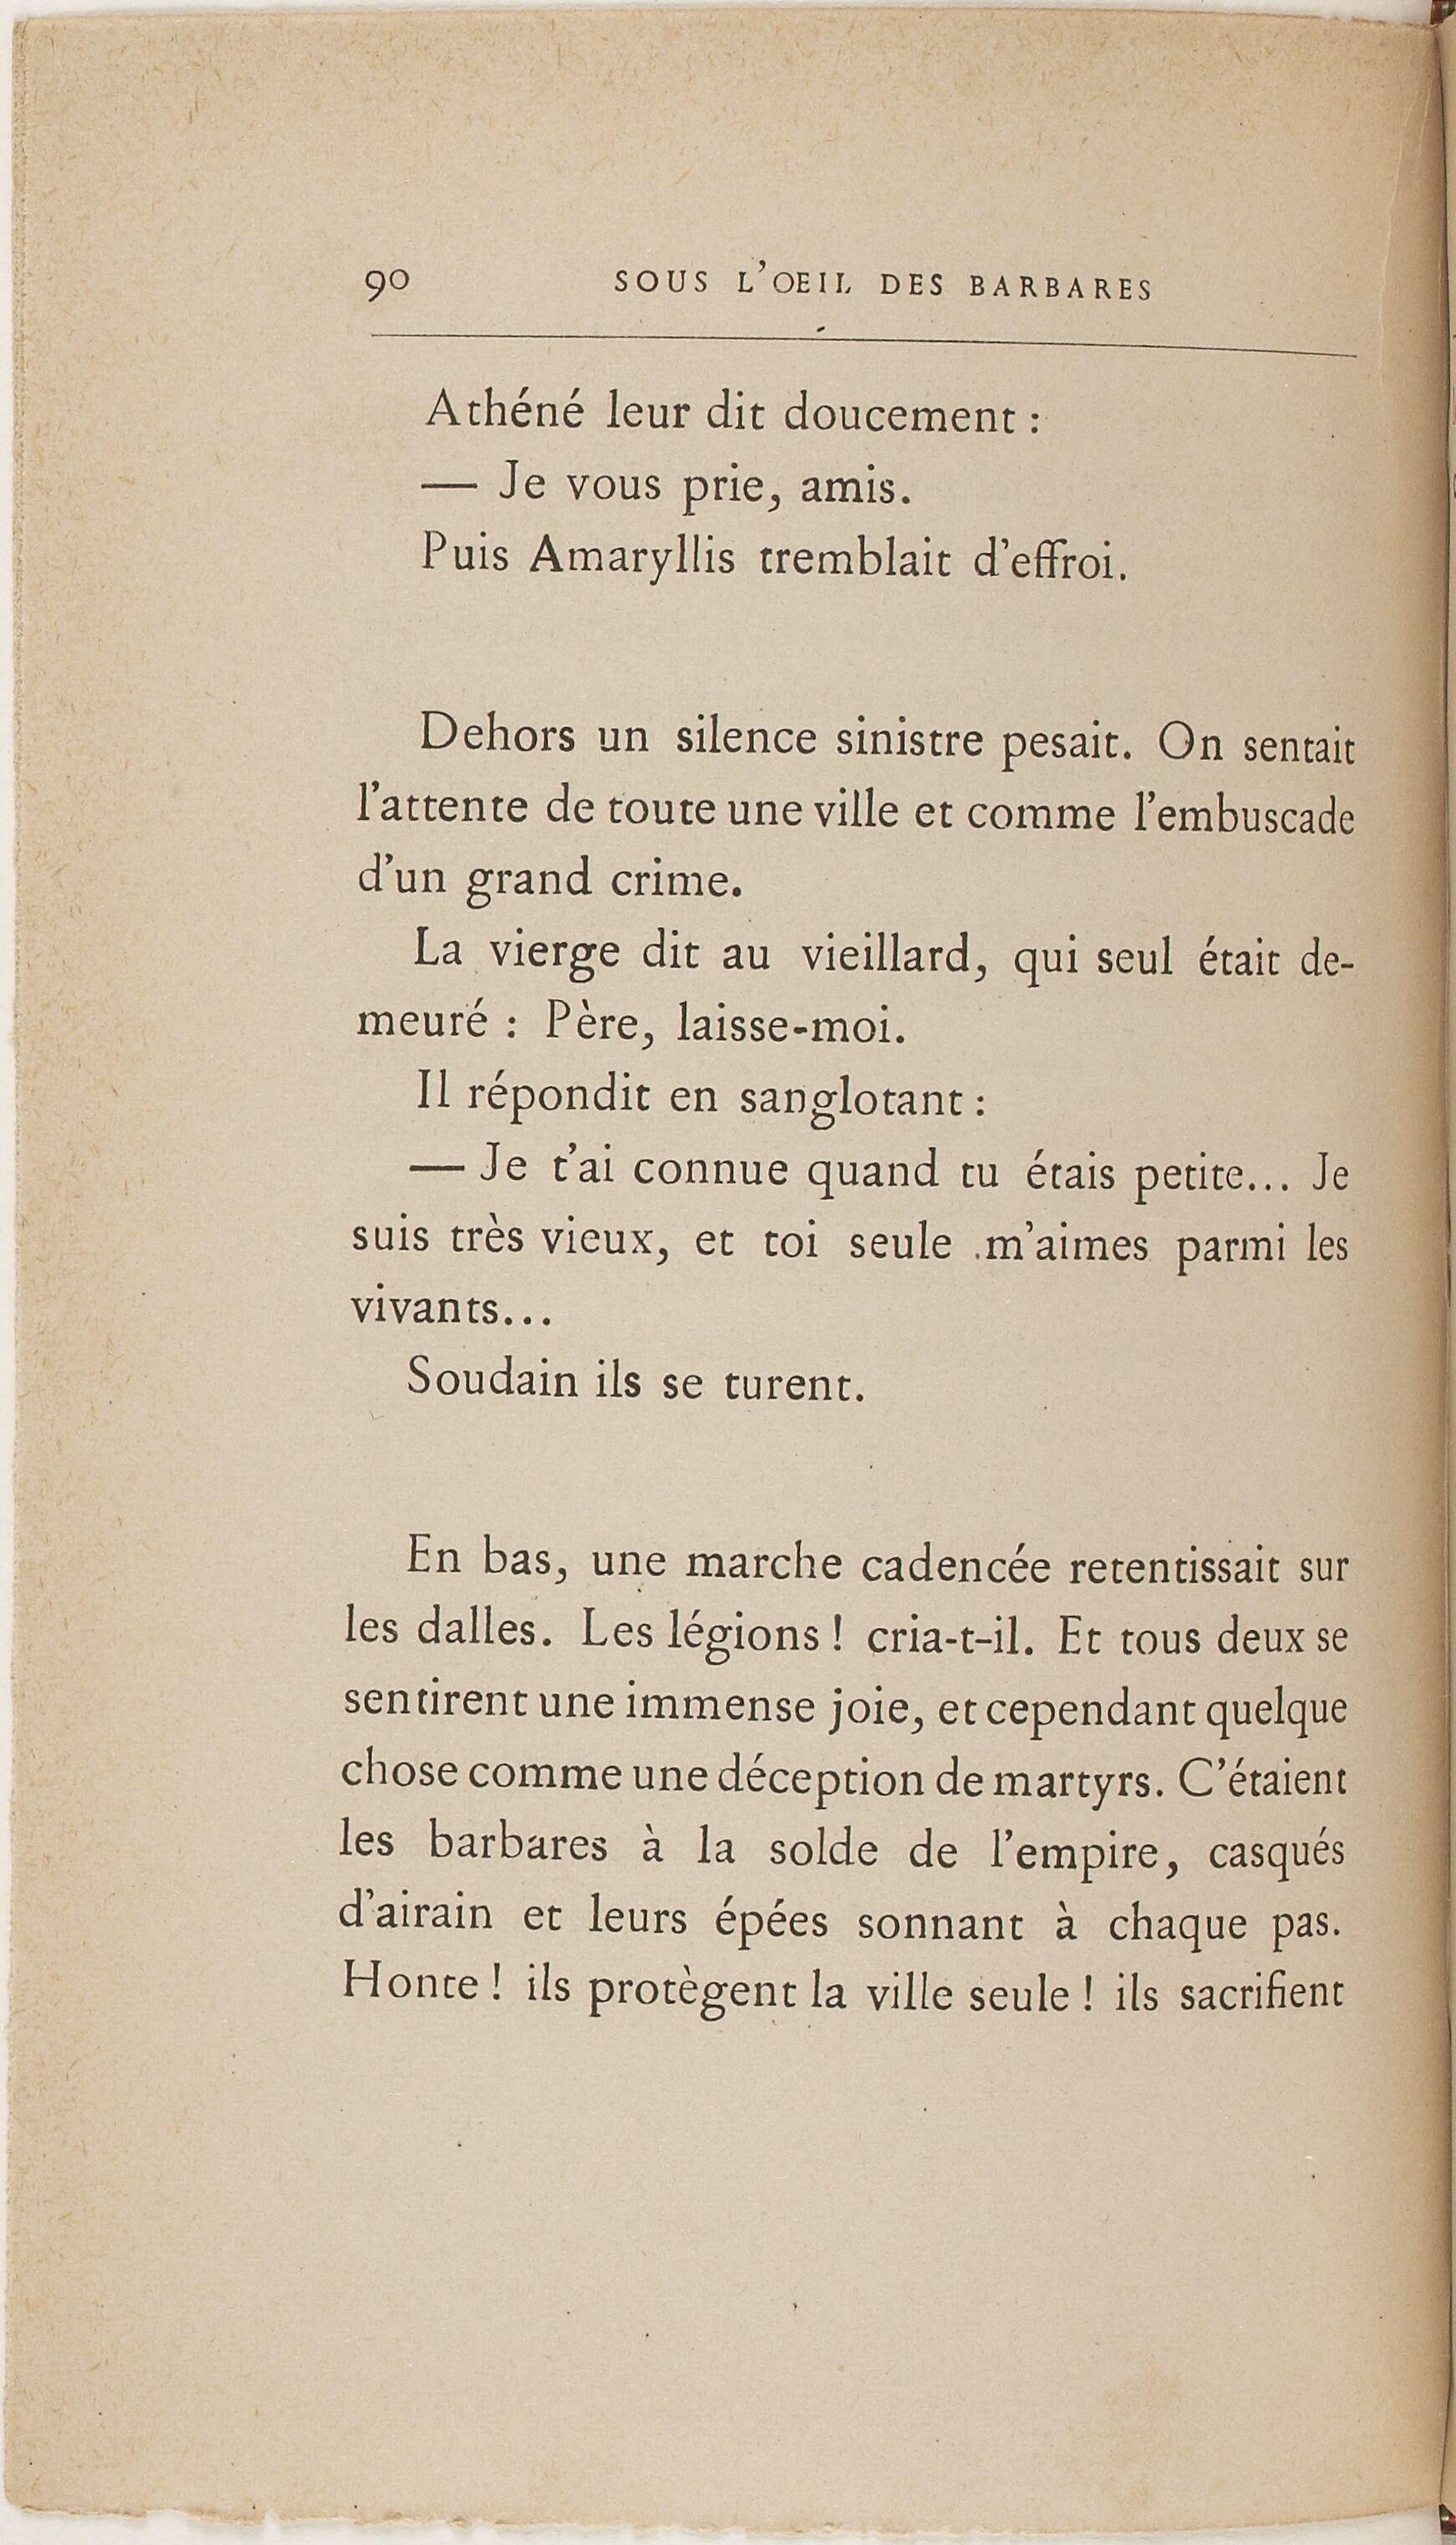 90 SOUS L'OEIL DES BARBARES
Athéné leur dit doucement :
— Je vous prie, amis.
Puis Amaryllis tremblait d'effroi.
Dehors un silence sinistre pesait. On sentait
l'attente de toute une ville et comme l'embuscade
d'un grand crime.
La vierge dit au vieillard, qui seul était de-
meuré : Père, laisse-moi.
Il répondit en sanglotant :
— Je t'ai connue quand tu étais petite... Je
suis très vieux, et toi seule m'aimes parmi les
vivants...
Soudain ils se turent.
En bas, une marche cadencée retentissait sur
les dalles. Les légions ! cria-t-il. Et tous deux se
sentirent une immense joie, et cependant quelque
chose comme une déception de martyrs. C'étaient
les barbares à la solde de l'empire, casqués
d'airain et leurs épées sonnant à chaque pas.
Honte ! ils protègent la ville seule ! ils sacrifient